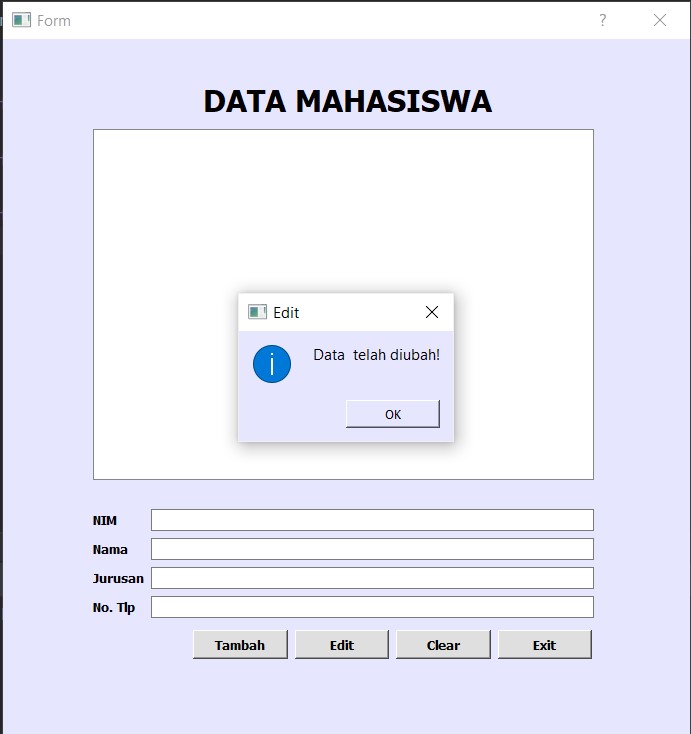 Form
DATA MAHASISWA
Edit
Data  telah diubah!
OK
NIM
Nama
Jurusan
No. Tlp
Tambah
Edit
Clear
Exit